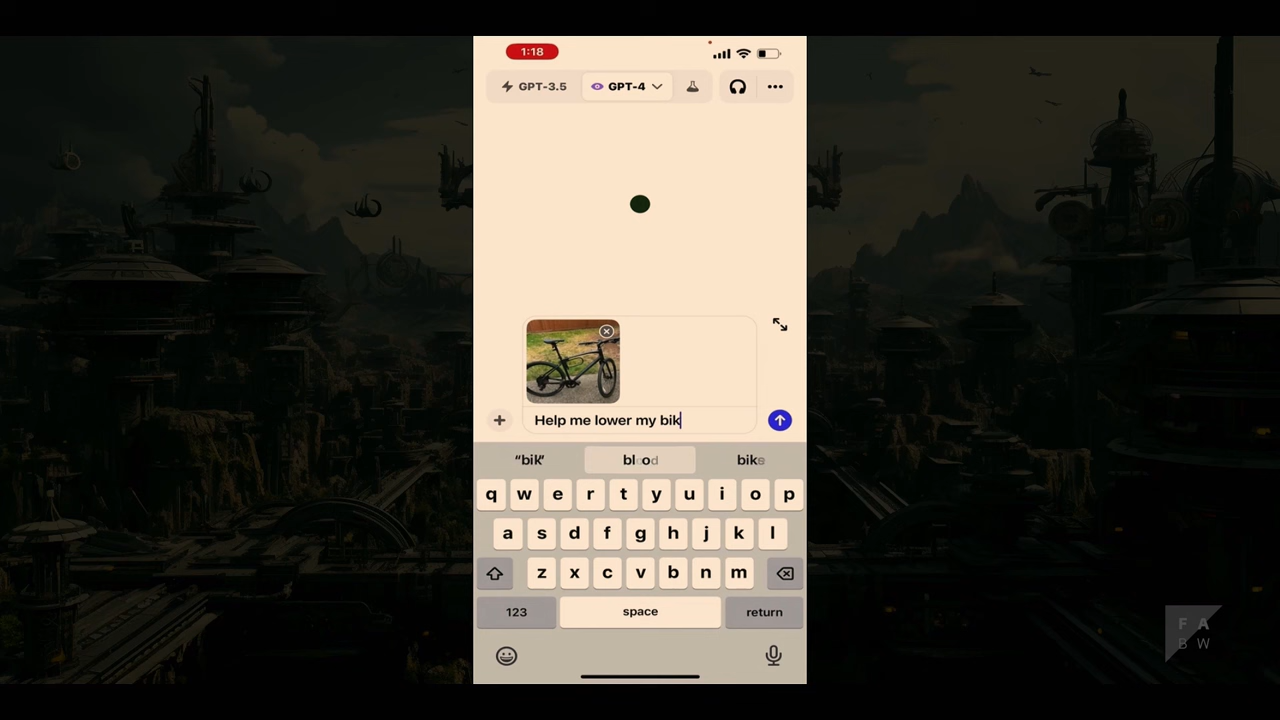 1:18
GPT-3.5 GPT-4
Help me lower my bik
“bik” bike
q w e r t y u i o p
a s d f g h j k l
z x c v b n m
123 space return
F A
B W